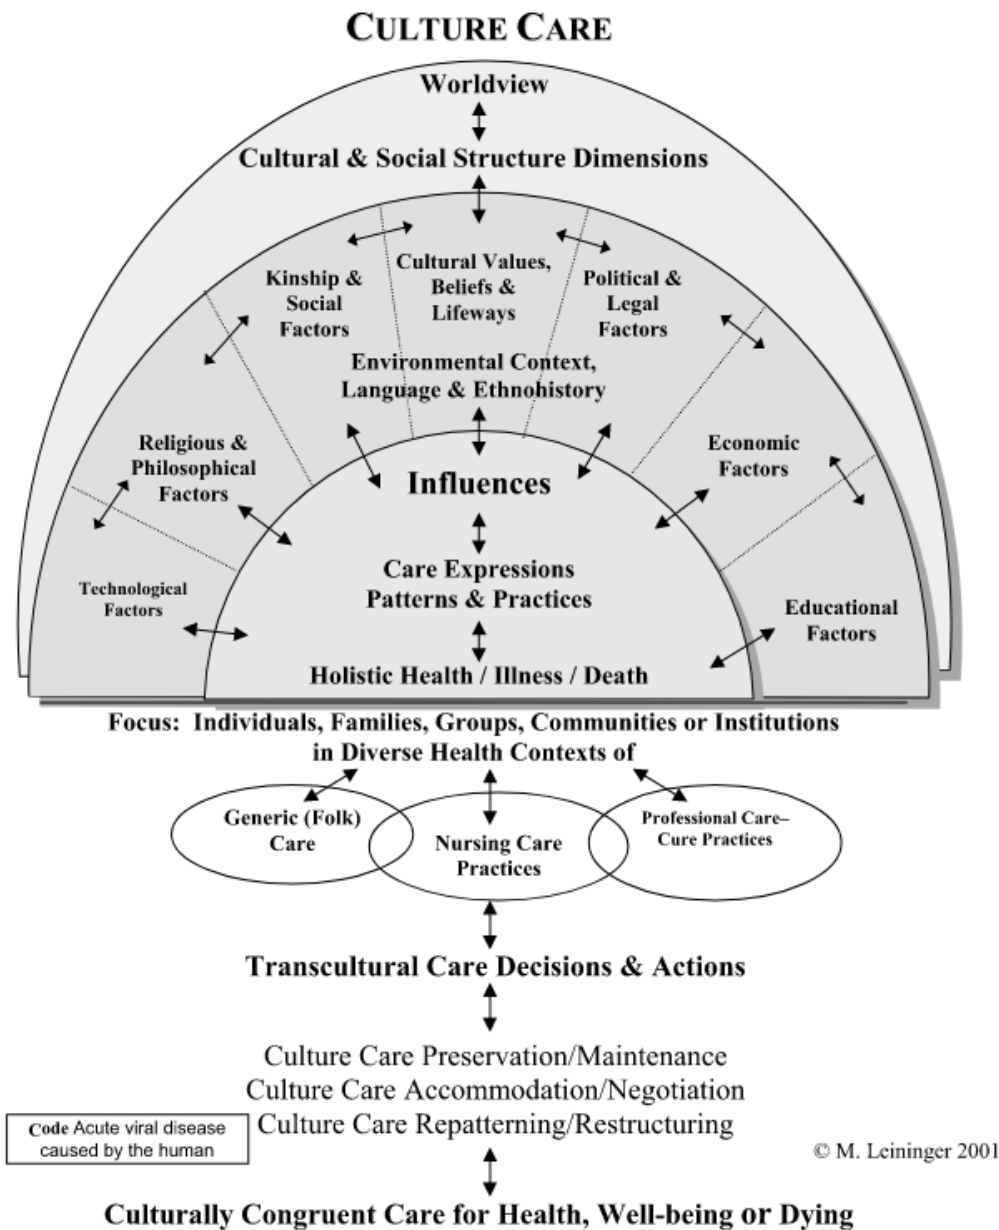 CULTURE CARE
Worldview
Cultural & Social Structure Dimensions
Kinship &
Social
Factors
Cultural Values,
Beliefs &
Lifeways
Political &
Legal
Factors
Environmental Context,
Language & Ethnohistory
Religious &
Philosophical
Factors
Economic
Factors
Influences
Technological
Factors
Care Expressions
Patterns & Practices
Educational
Factors
Holistic Health / Illness / Death
Focus: Individuals, Families, Groups, Communities or Institutions
in Diverse Health Contexts of
Generic (Folk)
Care
Nursing Care
Practices
Professional Care–
Cure Practices
Transcultural Care Decisions & Actions
Culture Care Preservation/Maintenance
Culture Care Accommodation/Negotiation
Culture Care Repatterning/Restructuring
Code Acute viral disease
caused by the human
© M. Leininger 2001
Culturally Congruent Care for Health, Well-being or Dying